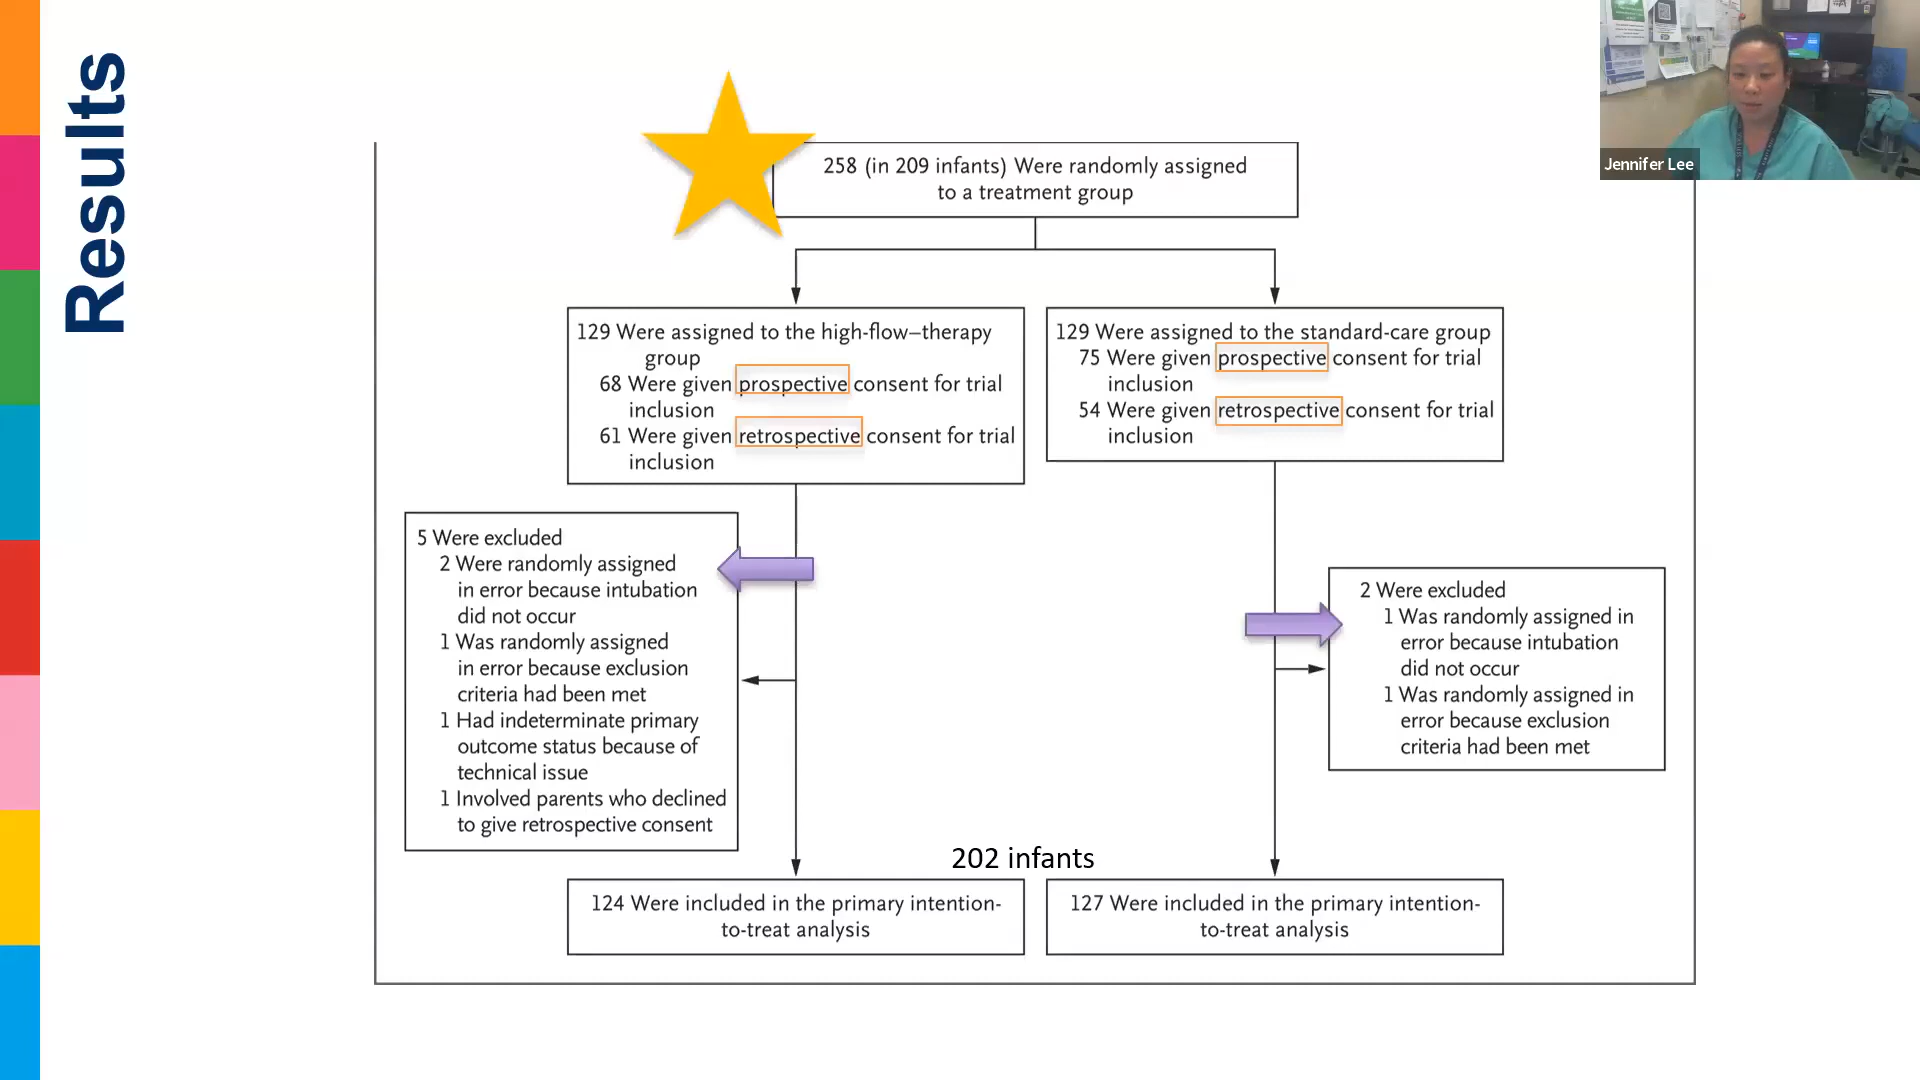 Results
258 (in 209 infants) Were randomly assigned
to a treatment group
Jennifer Lee
129 Were assigned to the high-flow–therapy
group
68 Were given prospective consent for trial
inclusion
61 Were given retrospective consent for trial
inclusion
129 Were assigned to the standard-care group
75 Were given prospective consent for trial
inclusion
54 Were given retrospective consent for trial
inclusion
5 Were excluded
2 Were randomly assigned
in error because intubation
did not occur
1 Was randomly assigned
in error because exclusion
criteria had been met
1 Had indeterminate primary
outcome status because of
technical issue
1 Involved parents who declined
to give retrospective consent
2 Were excluded
1 Was randomly assigned in
error because intubation
did not occur
1 Was randomly assigned in
error because exclusion
criteria had been met
202 infants
124 Were included in the primary intention-
to-treat analysis
127 Were included in the primary intention-
to-treat analysis